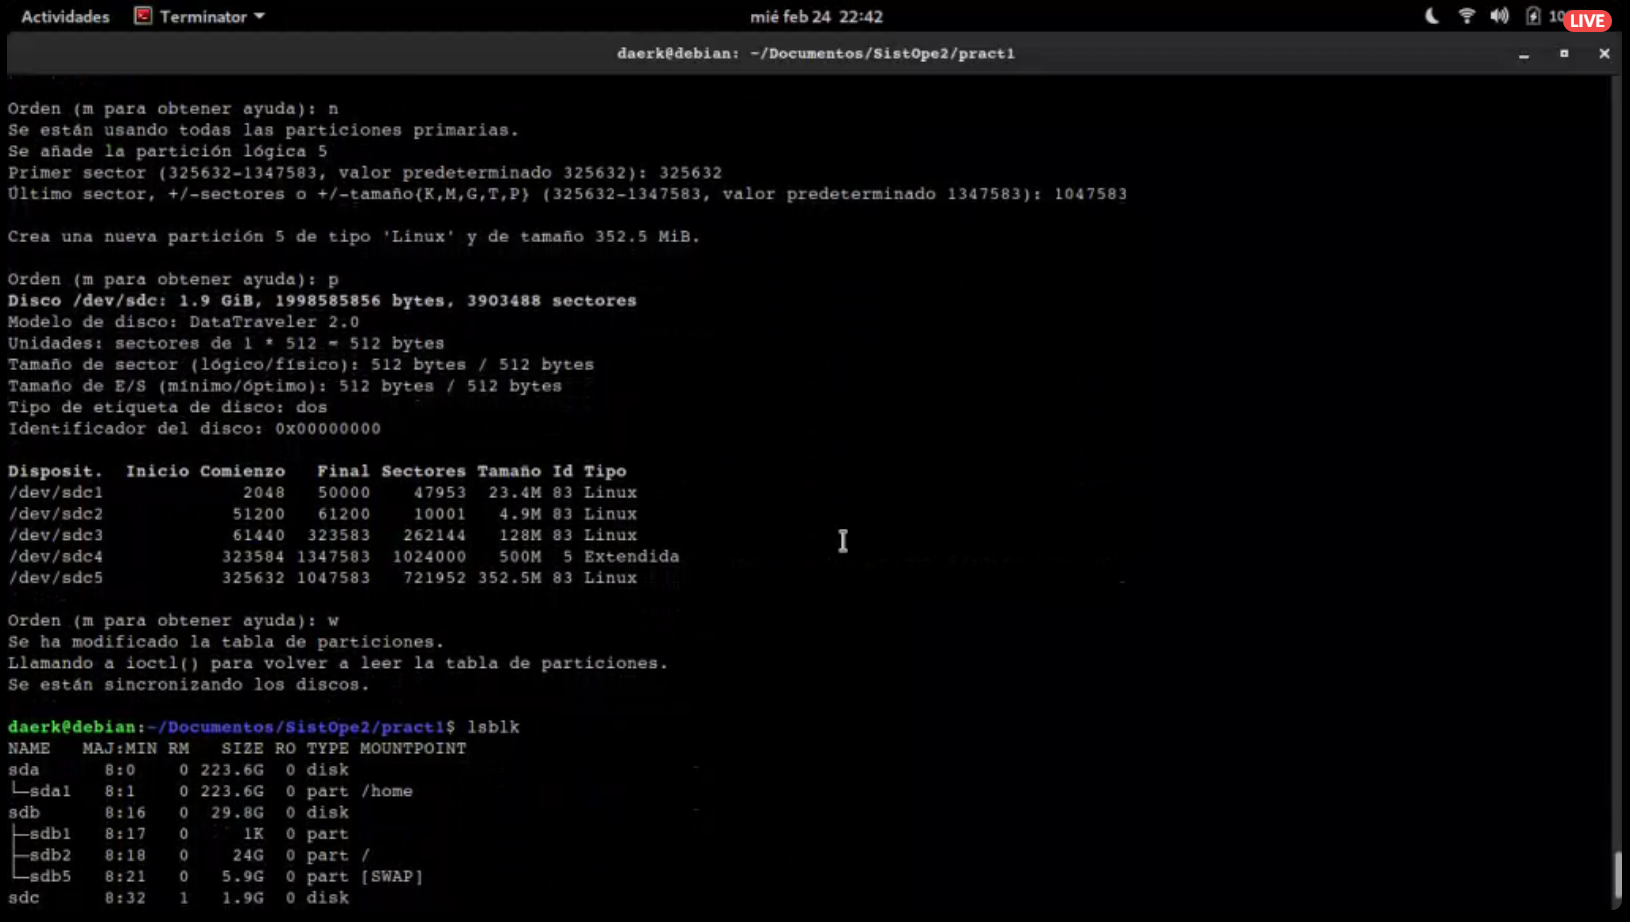 Actividades Terminator mié feb 24 22:42 10 LIVE
daerk@debian: ~/Documentos/SistOpe2/pract1
Orden (m para obtener ayuda): n
Se están usando todas las particiones primarias.
Se añade la partición lógica 5
Primer sector (325632-1347583, valor predeterminado 325632): 325632
Último sector, +/-sectores o +/-tamaño{K,M,G,T,P} (325632-1347583, valor predeterminado 1347583): 1047583
Crea una nueva partición 5 de tipo 'Linux' y de tamaño 352.5 MiB.
Orden (m para obtener ayuda): p
Disco /dev/sdc: 1.9 GiB, 1998585856 bytes, 3903488 sectores
Modelo de disco: DataTraveler 2.0
Unidades: sectores de 1 * 512 = 512 bytes
Tamaño de sector (lógico/físico): 512 bytes / 512 bytes
Tamaño de E/S (mínimo/óptimo): 512 bytes / 512 bytes
Tipo de etiqueta de disco: dos
Identificador del disco: 0x00000000
Disposit. Inicio Comienzo Final Sectores Tamaño Id Tipo
/dev/sdc1 2048 50000 47953 23.4M 83 Linux
/dev/sdc2 51200 61200 10001 4.9M 83 Linux
/dev/sdc3 61440 323583 262144 128M 83 Linux
/dev/sdc4 323584 1347583 1024000 500M 5 Extendida
/dev/sdc5 325632 1047583 721952 352.5M 83 Linux
Orden (m para obtener ayuda): w
Se ha modificado la tabla de particiones.
Llamando a ioctl() para volver a leer la tabla de particiones.
Se están sincronizando los discos.
daerk@debian:~/Documentos/SistOpe2/pract1$ lsblk
NAME MAJ:MIN RM SIZE RO TYPE MOUNTPOINT
sda 8:0 0 223.6G 0 disk
└─sda1 8:1 0 223.6G 0 part /home
sdb 8:16 0 29.8G 0 disk
├─sdb1 8:17 0 1K 0 part
├─sdb2 8:18 0 24G 0 part /
└─sdb5 8:21 0 5.9G 0 part [SWAP]
sdc 8:32 1 1.9G 0 disk